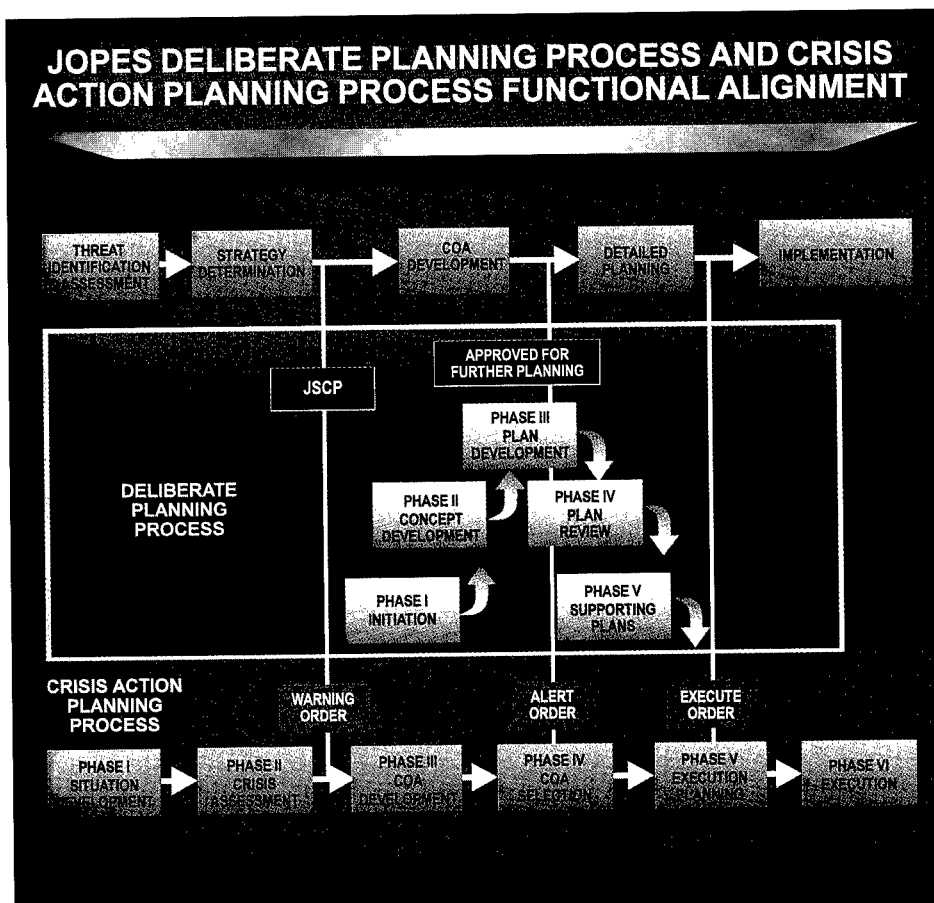 JOPES DELIBERATE PLANNING PROCESS AND CRISIS
ACTION PLANNING PROCESS FUNCTIONAL ALIGNMENT
THREAT
IDENTIFICATION
ASSESSMENT
STRATEGY
DETERMINATION
COA
DEVELOPMENT
DETAILED
PLANNING
IMPLEMENTATION
JSCP
APPROVED FOR
FURTHER PLANNING
DELIBERATE
PLANNING
PROCESS
PHASE I
INITIATION
PHASE II
CONCEPT
DEVELOPMENT
PHASE III
PLAN
DEVELOPMENT
PHASE IV
PLAN
REVIEW
PHASE V
SUPPORTING
PLANS
CRISIS ACTION
PLANNING
PROCESS
WARNING
ORDER
ALERT
ORDER
EXECUTE
ORDER
PHASE I
SITUATION
DEVELOPMENT
PHASE II
CRISIS
ASSESSMENT
PHASE III
COA
DEVELOPMENT
PHASE IV
COA
SELECTION
PHASE V
EXECUTION
PLANNING
PHASE VI
EXECUTION